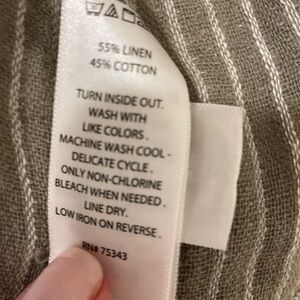 55% LINEN
45% COTTON
TURN INSIDE OUT.
WASH WITH
LIKE COLORS.
MACHINE WASH COOL -
DELICATE CYCLE.
ONLY NON-CHLORINE
BLEACH WHEN NEEDED.
LINE DRY.
LOW IRON ON REVERSE.
RN# 75343